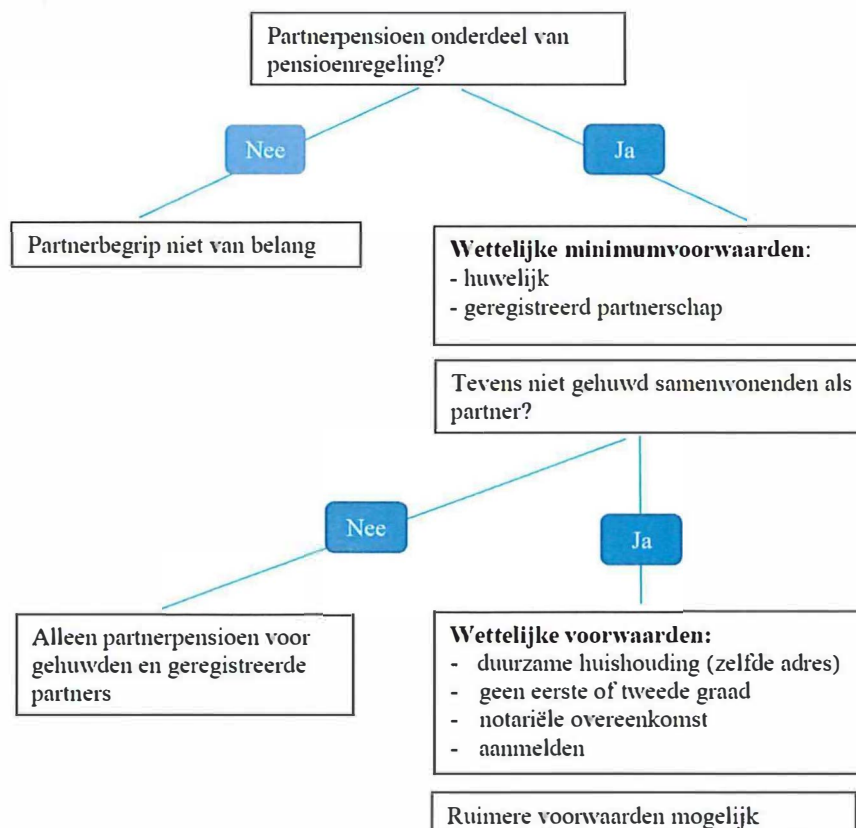 Partnerpensioen onderdeel van
pensioenregeling?
Nee
Ja
Partnerbegrip niet van belang
Wettelijke minimumvoorwaarden:
- huwelijk
- geregistreerd partnerschap
Tevens niet gehuwd samenwonenden als
partner?
Nee
Ja
Alleen partnerpensioen voor
gehuwden en geregistreerde
partners
Wettelijke voorwaarden:
- duurzame huishouding (zelfde adres)
- geen eerste of tweede graad
- notariële overeenkomst
- aanmelden
Ruimere voorwaarden mogelijk